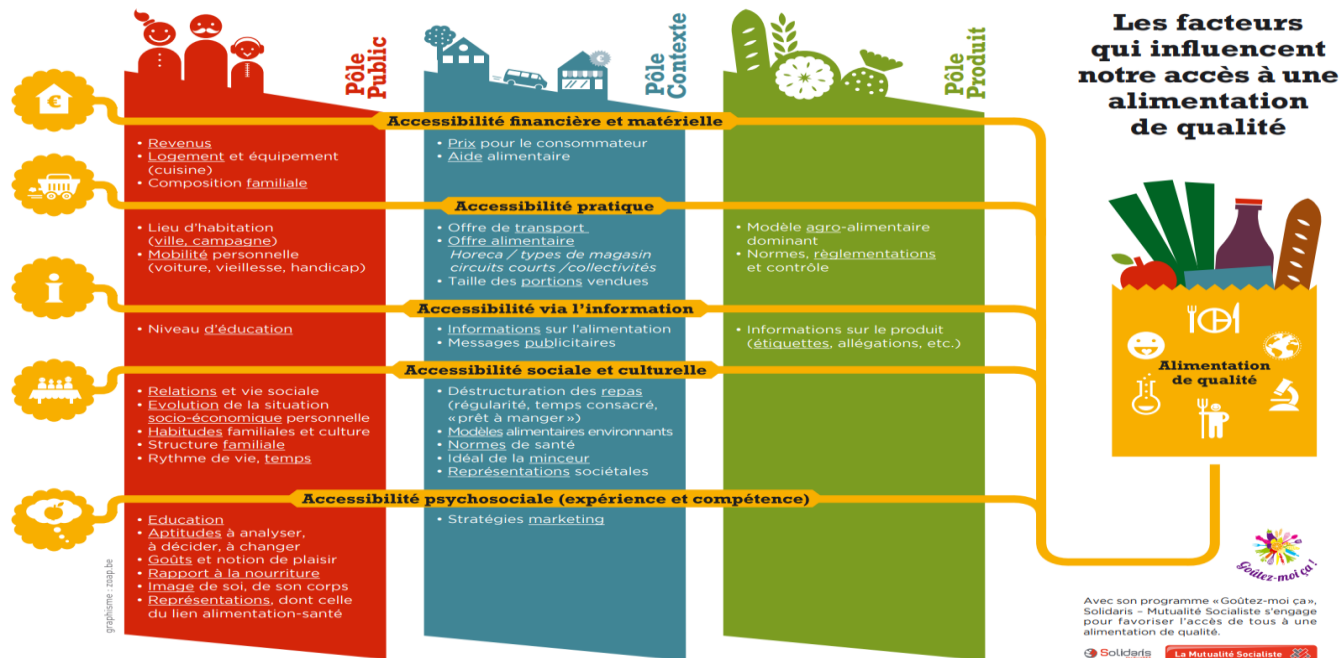 Les facteurs
qui influencent
notre accès à une
alimentation
de qualité
Pôle
Public
Pôle
Contexte
Pôle
Produit
€
Accessibilité financière et matérielle
• Revenus
• Logement et équipement
(cuisine)
• Composition familiale
• Prix pour le consommateur
• Aide alimentaire
Accessibilité pratique
• Lieu d'habitation
(ville, campagne)
• Mobilité personnelle
(voiture, vieillesse, handicap)
• Offre de transport
• Offre alimentaire
Horeca / types de magasin
circuits courts /collectivités
• Taille des portions vendues
• Modèle agro-alimentaire
dominant
• Normes, règlementations
et contrôle
i
Accessibilité via l'information
• Niveau d'éducation
• Informations sur l'alimentation
• Messages publicitaires
• Informations sur le produit
(étiquettes, allégations, etc.)
Accessibilité sociale et culturelle
• Relations et vie sociale
• Evolution de la situation
socio-économique personnelle
• Habitudes familiales et culture
• Structure familiale
• Rythme de vie, temps
• Déstructuration des repas
(régularité, temps consacré,
«prêt à manger»)
• Modèles alimentaires environnants
• Normes de santé
• Idéal de la minceur
• Représentations sociétales
Accessibilité psychosociale (expérience et compétence)
• Education
• Aptitudes à analyser,
à décider, à changer
• Goûts et notion de plaisir
• Rapport à la nourriture
• Image de soi, de son corps
• Représentations, dont celle
du lien alimentation-santé
• Stratégies marketing
graphisme : zoap.be
Alimentation
de qualité
Goûtez-moi ça !
Avec son programme «Goûtez-moi ça»,
Solidaris – Mutualité Socialiste s'engage
pour favoriser l'accès de tous à une
alimentation de qualité.
Solidaris
La Mutualité Socialiste